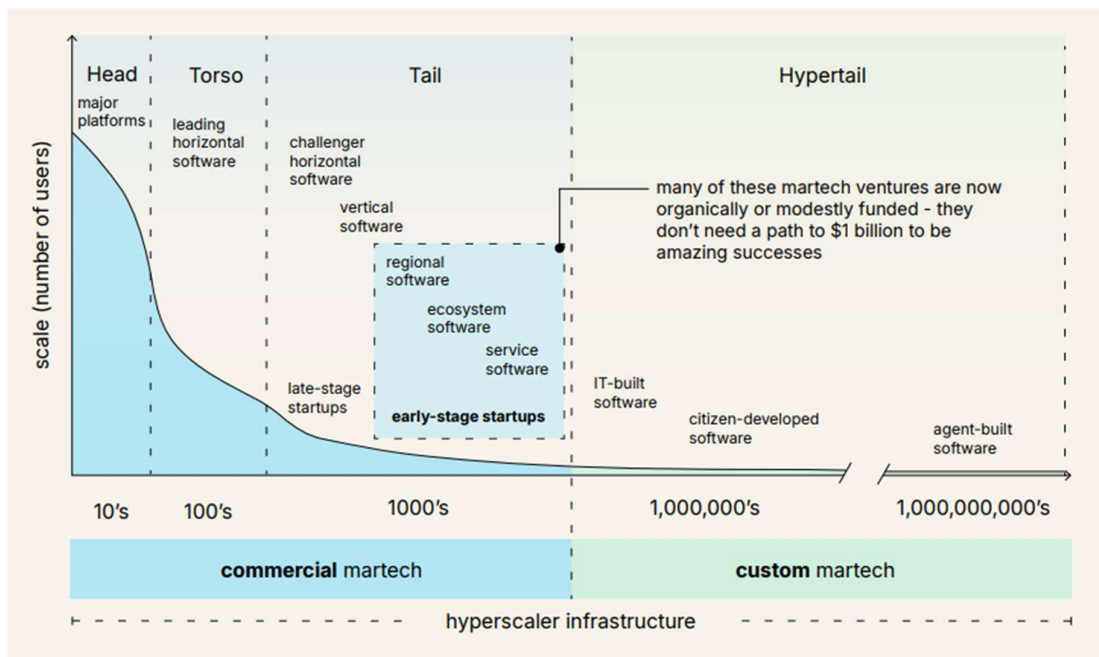 Head
Torso
Tail
Hypertail
major
platforms
leading
horizontal
software
challenger
horizontal
software
vertical
software
many of these martech ventures are now
organically or modestly funded - they
don't need a path to $1 billion to be
amazing successes
regional
software
ecosystem
software
service
software
early-stage startups
late-stage
startups
IT-built
software
citizen-developed
software
agent-built
software
scale (number of users)
10's
100's
1000's
1,000,000's
1,000,000,000's
commercial martech
custom martech
hyperscaler infrastructure